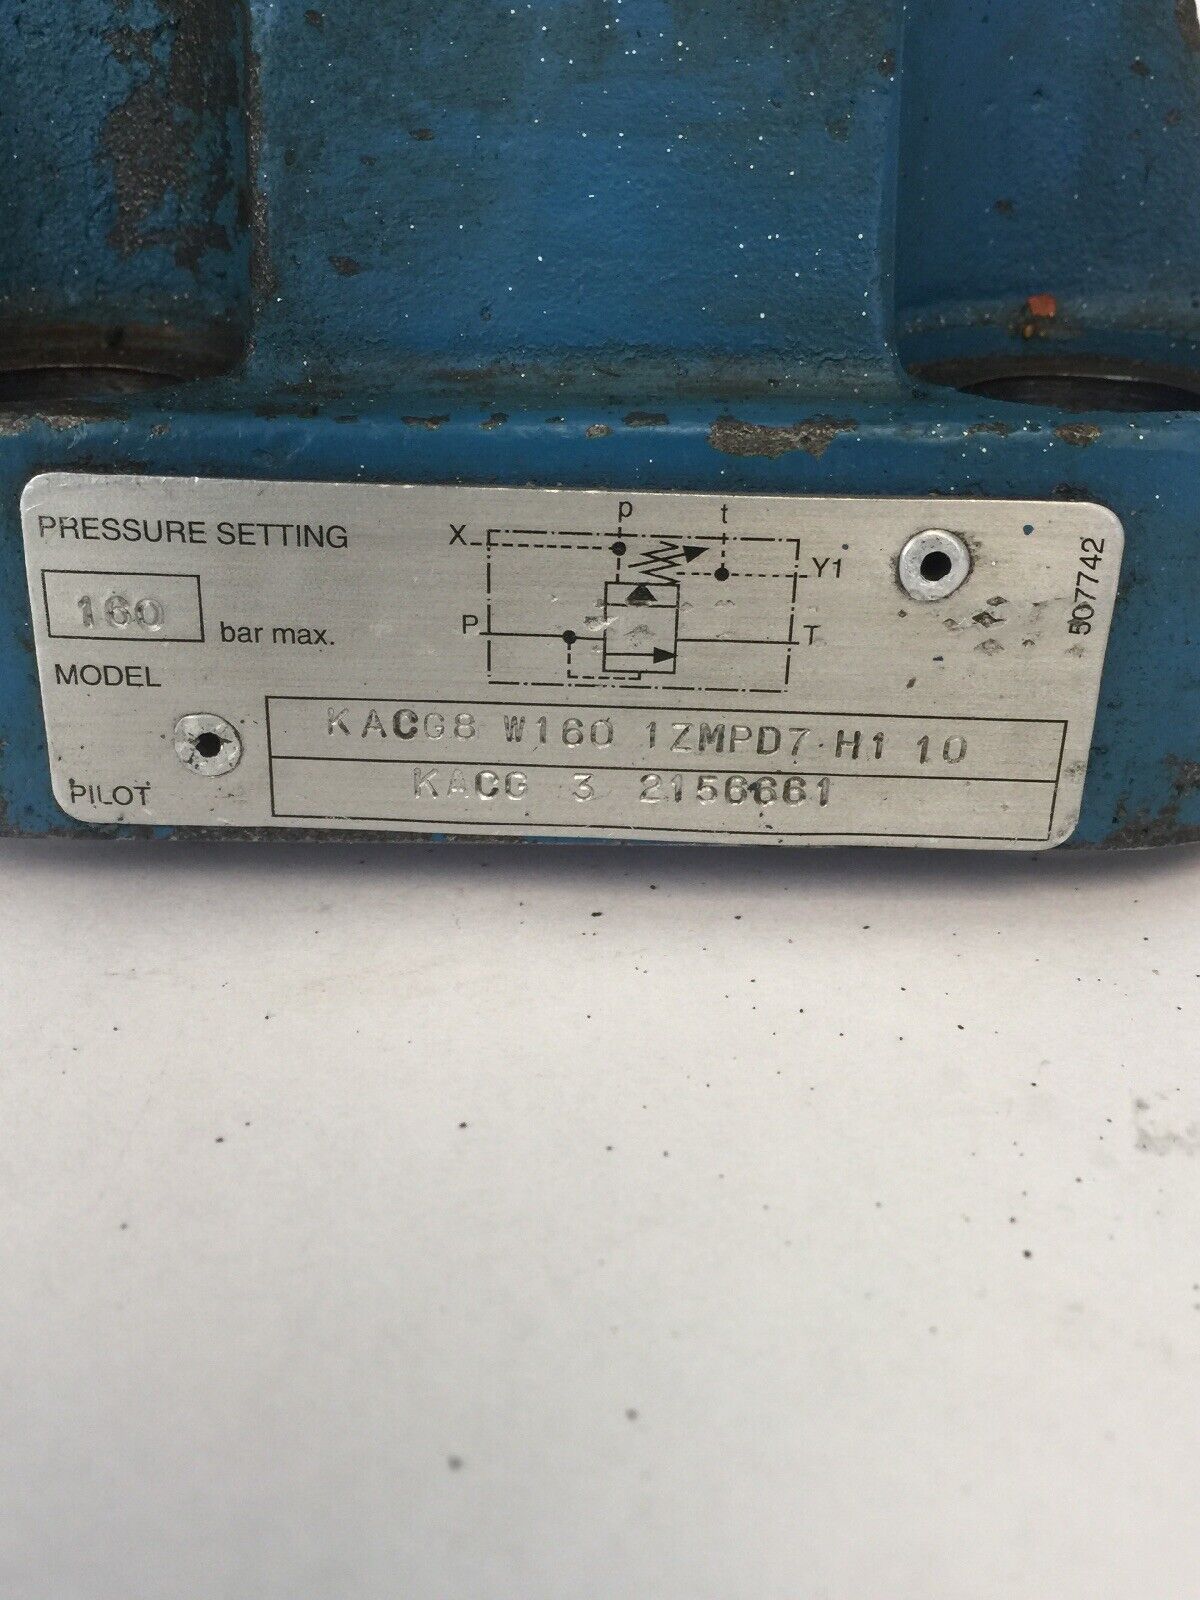 PRESSURE SETTING
160 bar max.
X
p
t
Y1
P
T
507742
MODEL
KACG8 W160 1ZMPD7 H1 10
PILOT
KACG 3 2156661